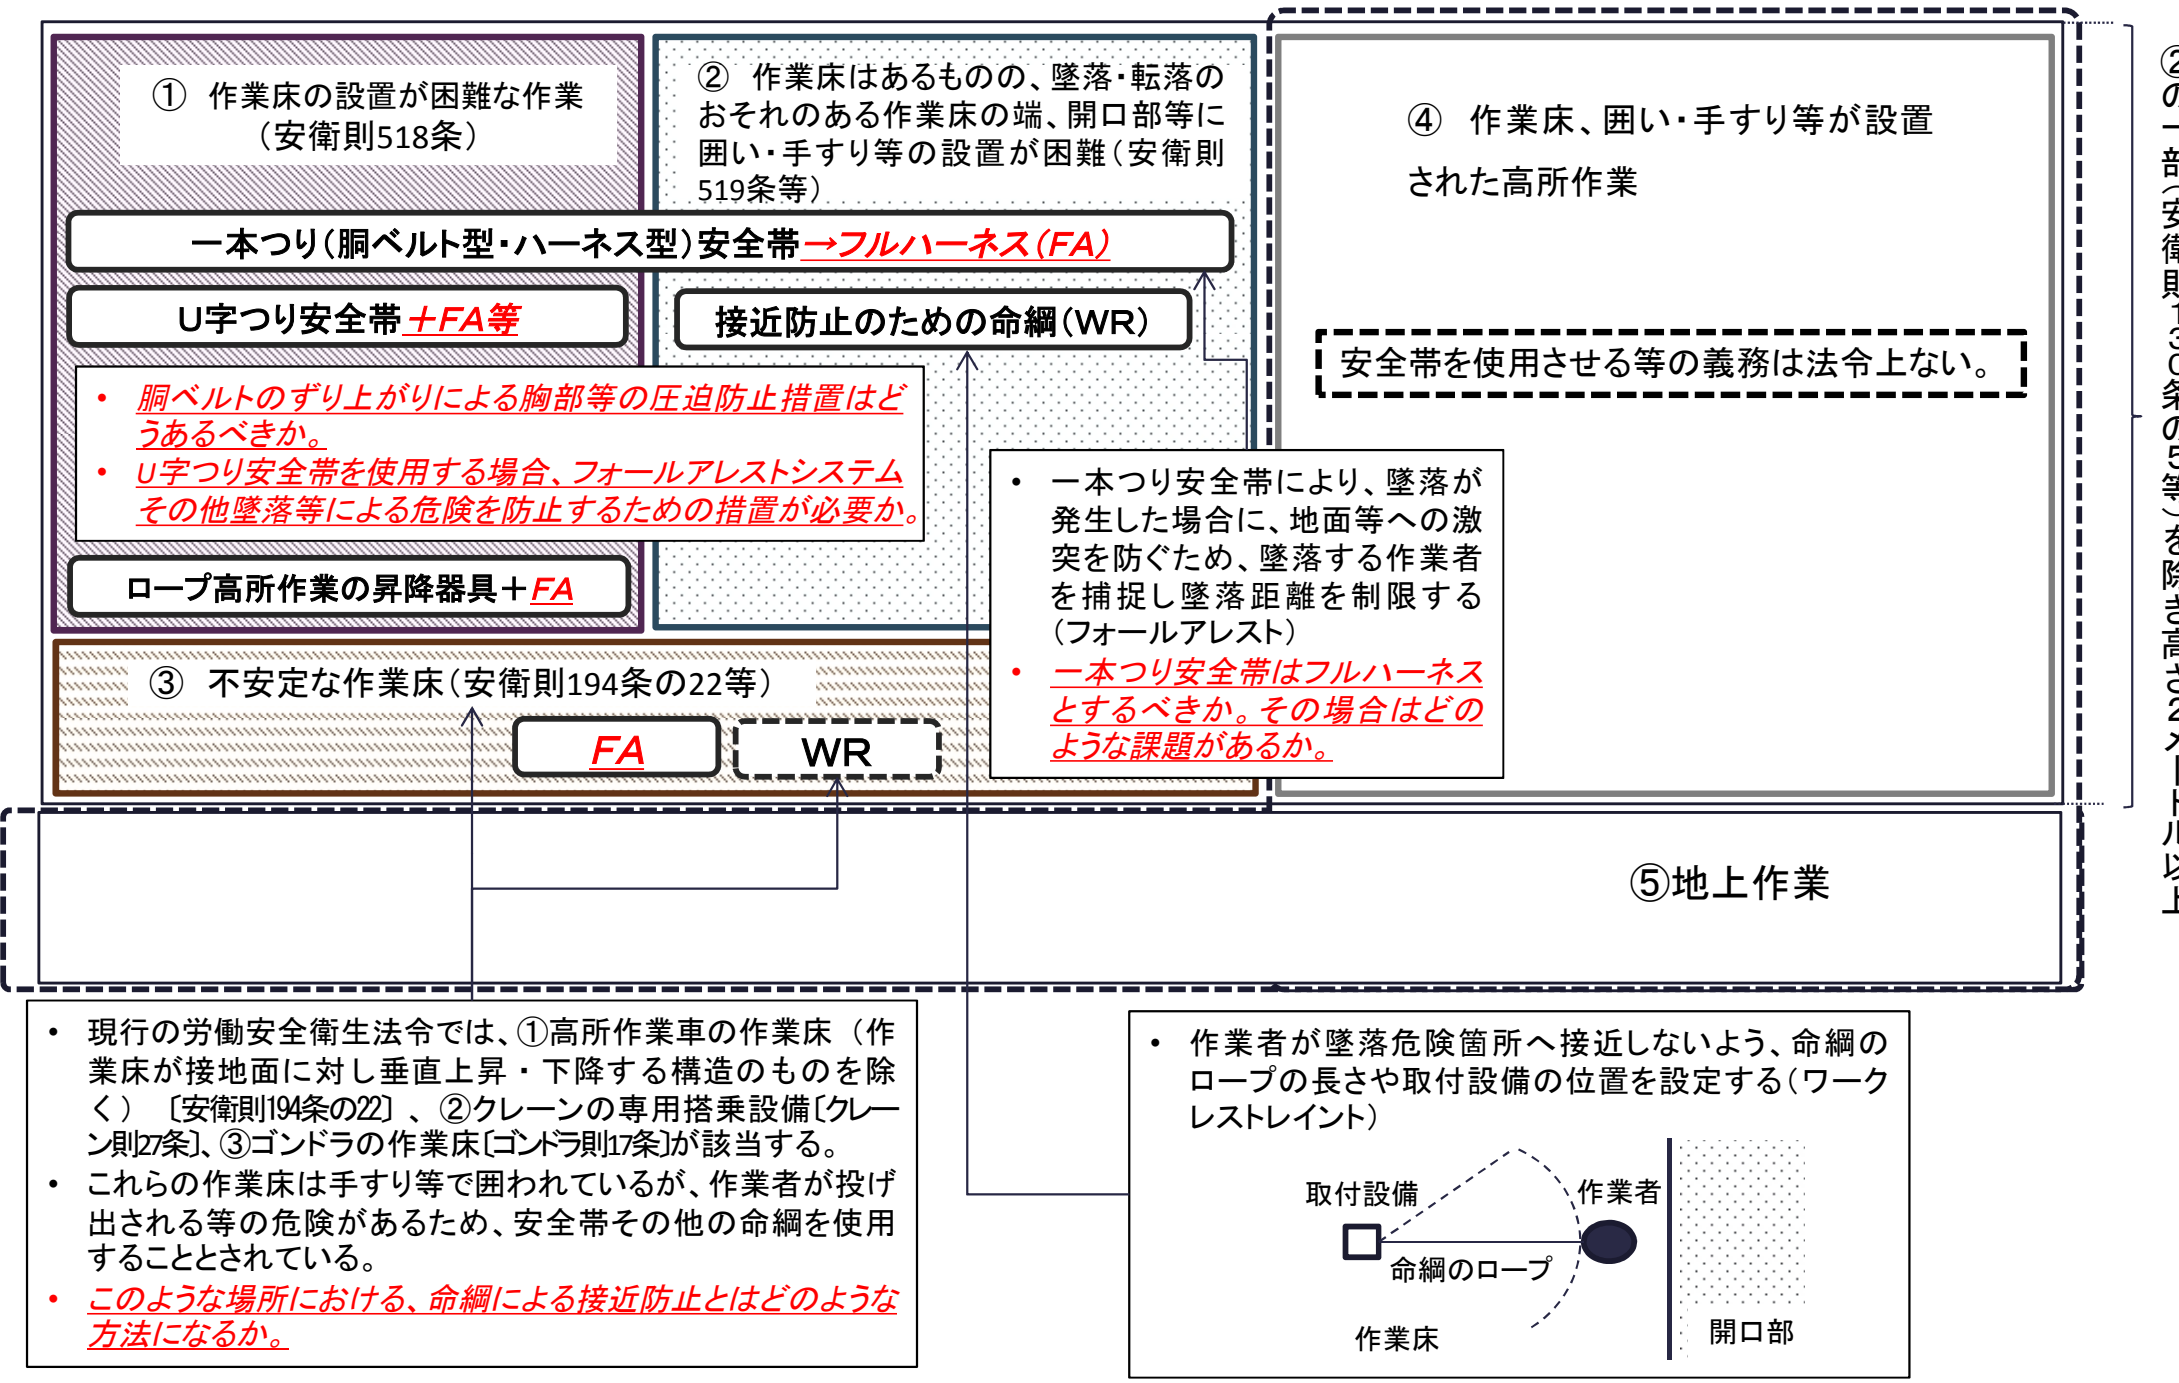 ① 作業床の設置が困難な作業
（安衛則518条）
② 作業床はあるものの、墜落・転落の
おそれのある作業床の端、開口部等に
囲い・手すり等の設置が困難（安衛則
519条等）
④ 作業床、囲い・手すり等が設置
された高所作業
一本つり（胴ベルト型・ハーネス型）安全帯→フルハーネス（FA）
U字つり安全帯＋FA等
接近防止のための命綱（WR）
安全帯を使用させる等の義務は法令上ない。
• 胴ベルトのずり上がりによる胸部等の圧迫防止措置はど
うあるべきか。
• U字つり安全帯を使用する場合、フォールアレストシステム
その他墜落等による危険を防止するための措置が必要か。
• 一本つり安全帯により、墜落が
発生した場合に、地面等への激
突を防ぐため、墜落する作業者
を捕捉し墜落距離を制限する
（フォールアレスト）
• 一本つり安全帯はフルハーネス
とするべきか。その場合はどの
ような課題があるか。
ロープ高所作業の昇降器具＋FA
③ 不安定な作業床（安衛則194条の22等）
FA
WR
⑤地上作業
②の一部（安衛則１３０条の５等）を除き高さ２メートル以上
• 現行の労働安全衛生法令では、①高所作業車の作業床（作
業床が接地面に対し垂直上昇・下降する構造のものを除
く）〔安衛則194条の22〕、②クレーンの専用搭乗設備〔クレー
ン則27条〕、③ゴンドラの作業床〔ゴンドラ則17条〕が該当する。
• これらの作業床は手すり等で囲われているが、作業者が投げ
出される等の危険があるため、安全帯その他の命綱を使用
することとされている。
• このような場所における、命綱による接近防止とはどのような
方法になるか。
• 作業者が墜落危険箇所へ接近しないよう、命綱の
ロープの長さや取付設備の位置を設定する（ワーク
レストレイント）
取付設備
作業者
命綱のロープ
作業床
開口部